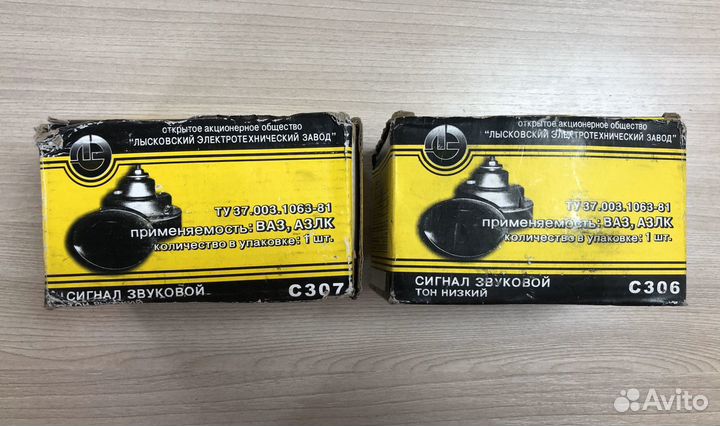 открытое акционерное общество
"ЛЫСКОВСКИЙ ЭЛЕКТРОТЕХНИЧЕСКИЙ ЗАВОД"
ТУ 37.003.1063-81
применяемость: ВАЗ, АЗЛК
количество в упаковке: 1 шт.
СИГНАЛ ЗВУКОВОЙ
С307
открытое акционерное общество
"ЛЫСКОВСКИЙ ЭЛЕКТРОТЕХНИЧЕСКИЙ ЗАВОД"
ТУ 37.003.1063-81
применяемость: ВАЗ, АЗЛК
количество в упаковке: 1 шт.
СИГНАЛ ЗВУКОВОЙ
ТОН НИЗКИЙ
С306
Avito